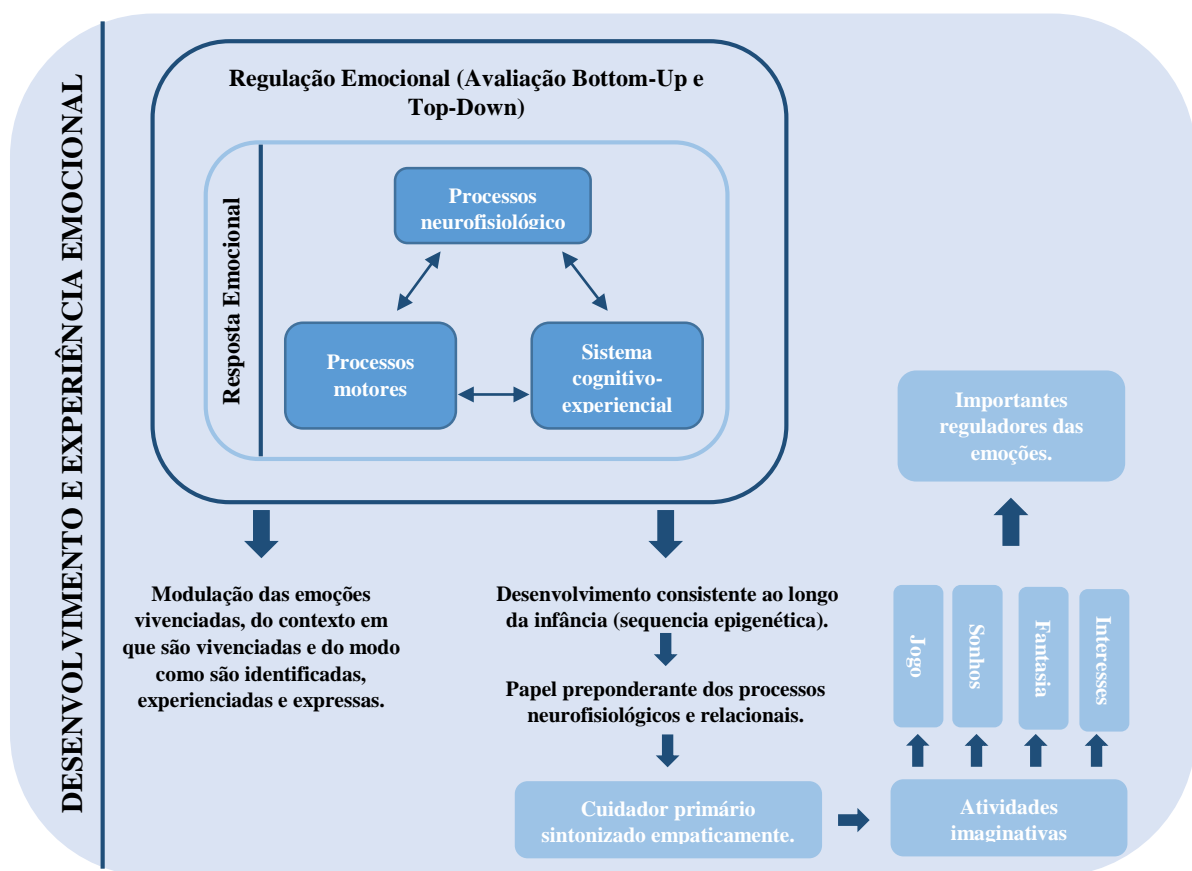 DESENVOLVIMENTO E EXPERIÊNCIA EMOCIONAL
Regulação Emocional (Avaliação Bottom-Up e
Top-Down)
Resposta Emocional
Processos
neurofisiológico
Processos
motores
Sistema
cognitivo-
experiencial
Modulação das emoções
vivenciadas, do contexto em
que são vivenciadas e do modo
como são identificadas,
experienciadas e expressas.
Desenvolvimento consistente ao longo
da infância (sequencia epigenética).
Papel preponderante dos processos
neurofisiológicos e relacionais.
Cuidador primário
sintonizado empaticamente.
Atividades
imaginativas
Jogo
Sonhos
Fantasia
Interesses
Importantes
reguladores das
emoções.